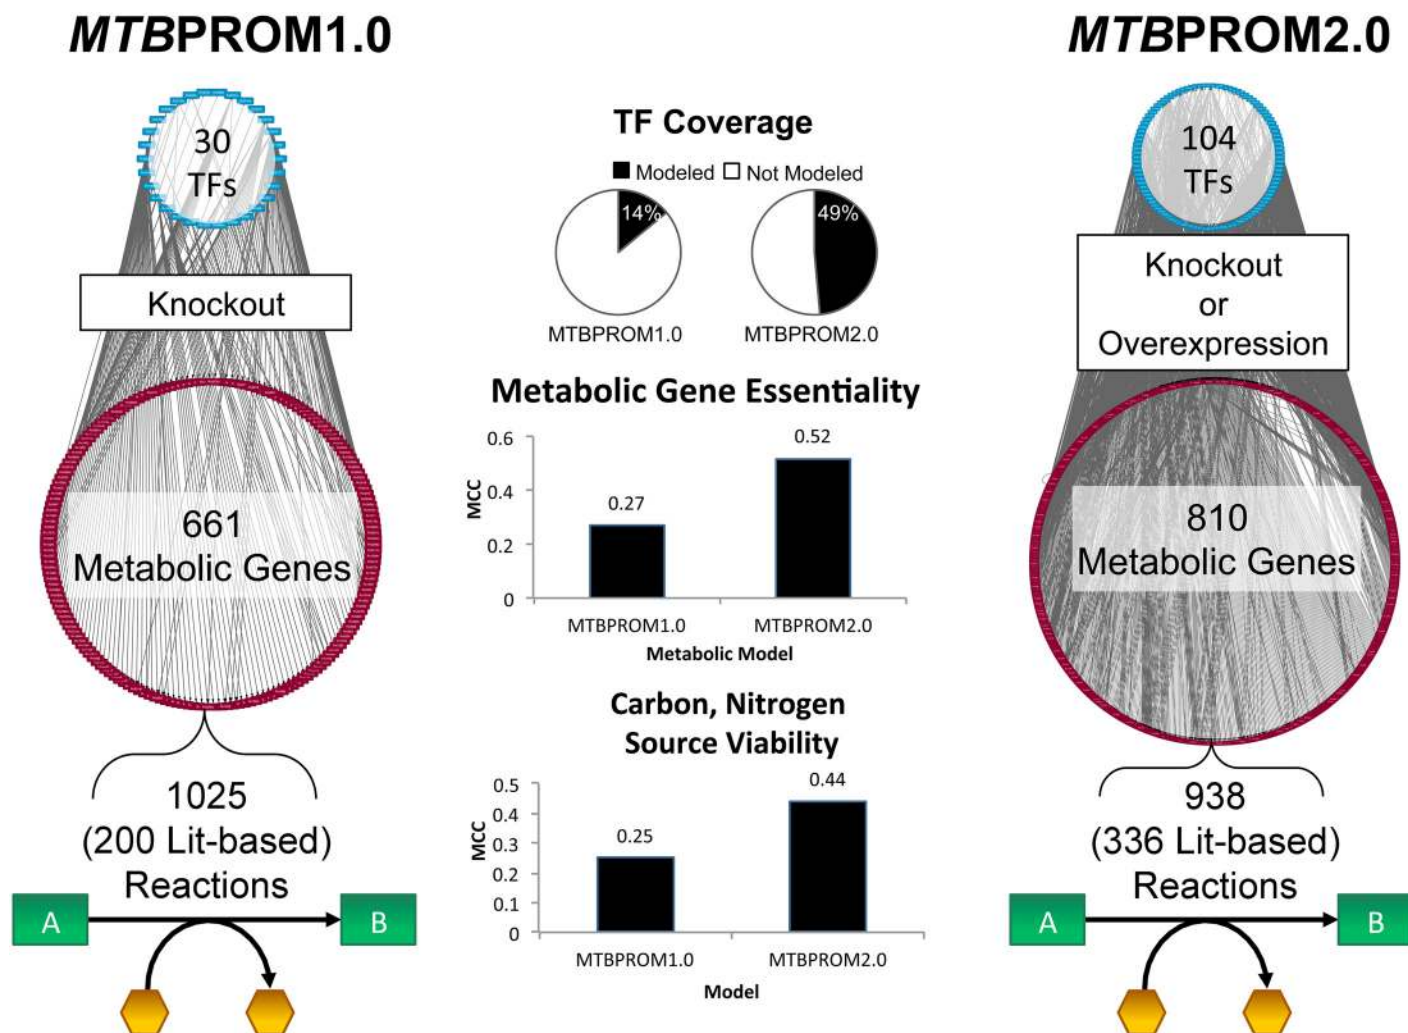 MTBPROM1.0
30
TFs
Knockout
661
Metabolic Genes
1025
(200 Lit-based)
Reactions
A
B
TF Coverage
Modeled Not Modeled
14%
49%
MTBPROM1.0 MTBPROM2.0
Metabolic Gene Essentiality
0.6
0.4
0.2
0
MCC
0.27
0.52
MTBPROM1.0 MTBPROM2.0
Metabolic Model
Carbon, Nitrogen
Source Viability
0.5
0.4
0.3
0.2
0.1
0
MCC
0.25
0.44
MTBPROM1.0 MTBPROM2.0
Model
MTBPROM2.0
104
TFs
Knockout
or
Overexpression
810
Metabolic Genes
938
(336 Lit-based)
Reactions
A
B